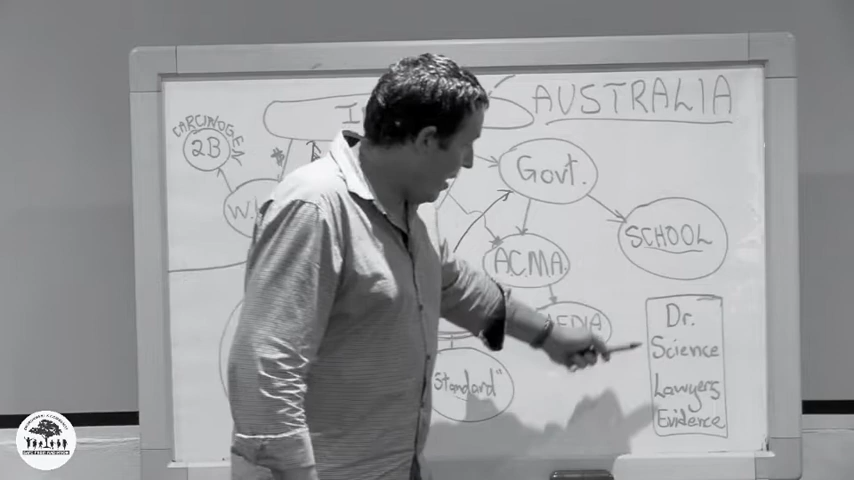 AUSTRALIA
CARCINOGEN
2B
Govt.
SCHOOL
A.C.M.A
"Standard"
Dr.
Science
Lawyers
Evidence